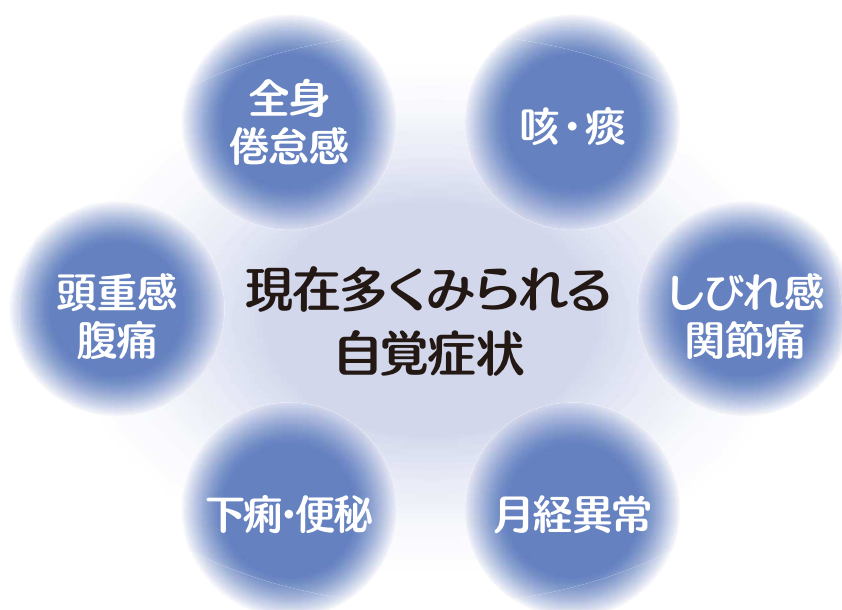 全身
倦怠感
咳・痰
頭重感
腹痛
現在多くみられる
自覚症状
しびれ感
関節痛
下痢・便秘
月経異常